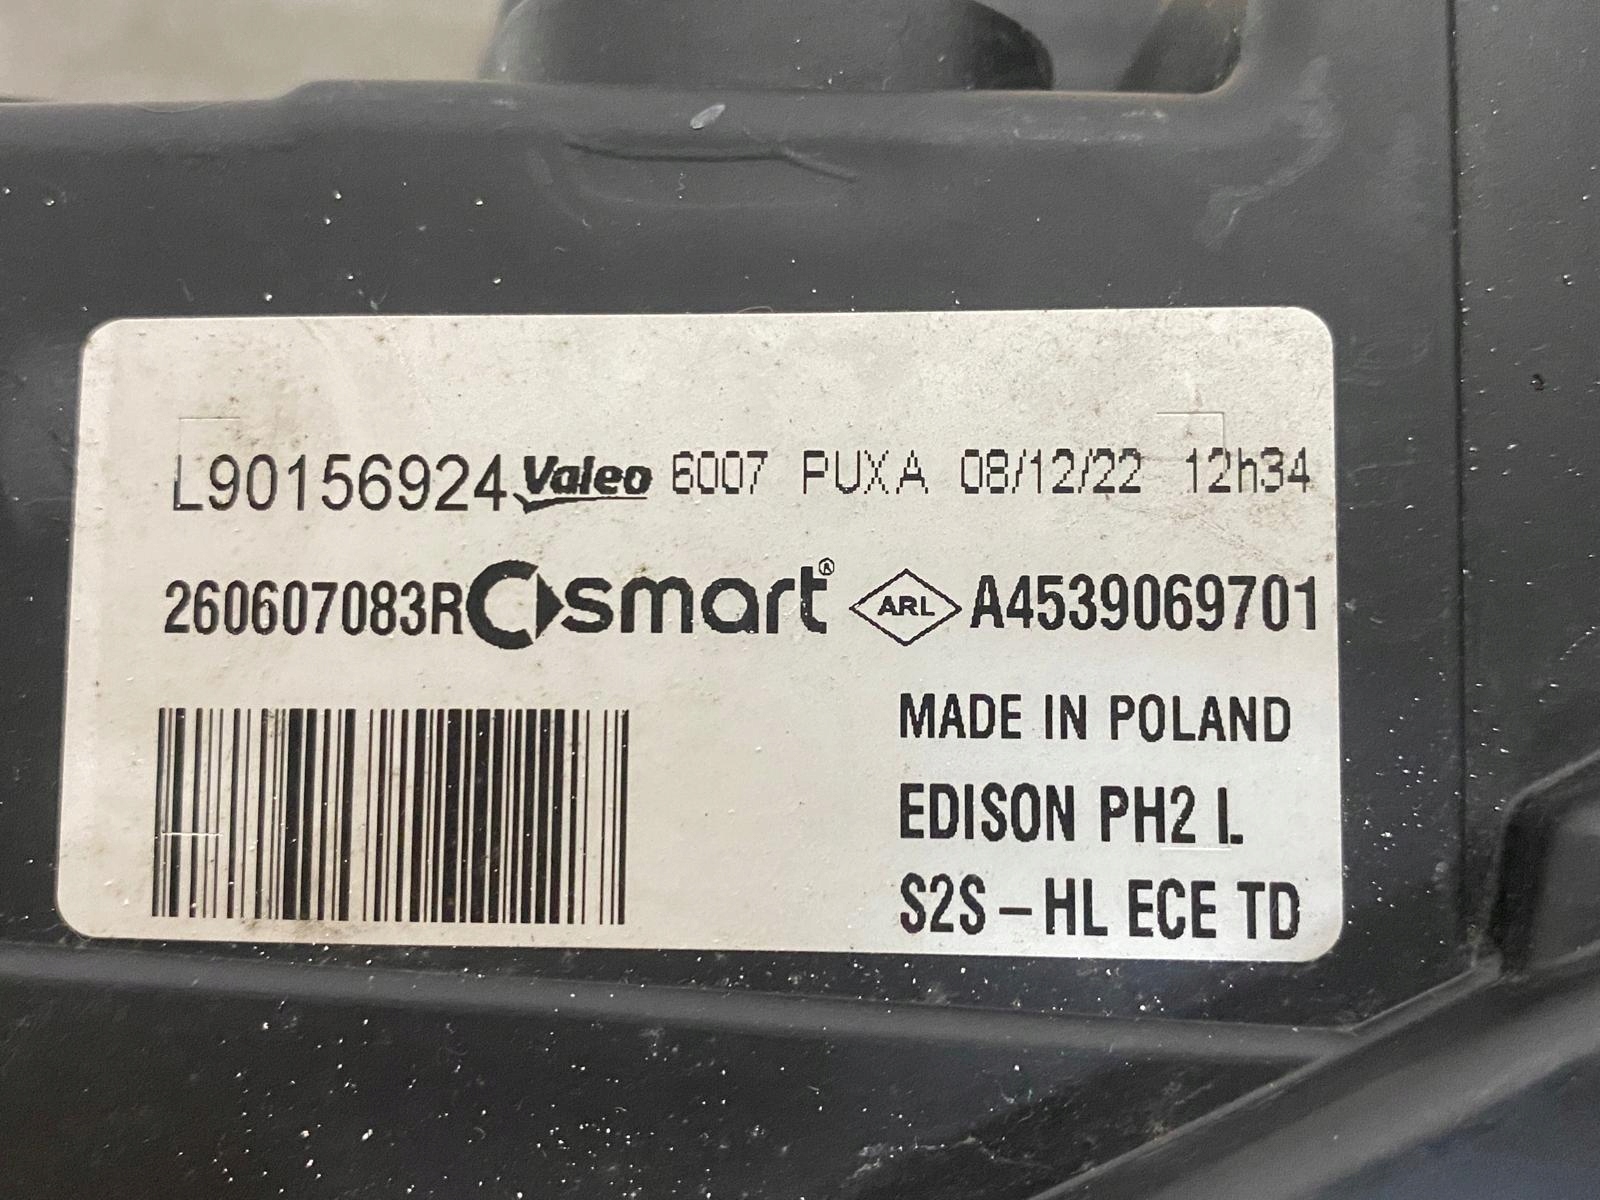 L90156924 Valeo 6007 PUXA 08/12/22 12h34
260607083R smart® ARL A4539069701
MADE IN POLAND
EDISON PH2 L
S2S – HL ECE TD